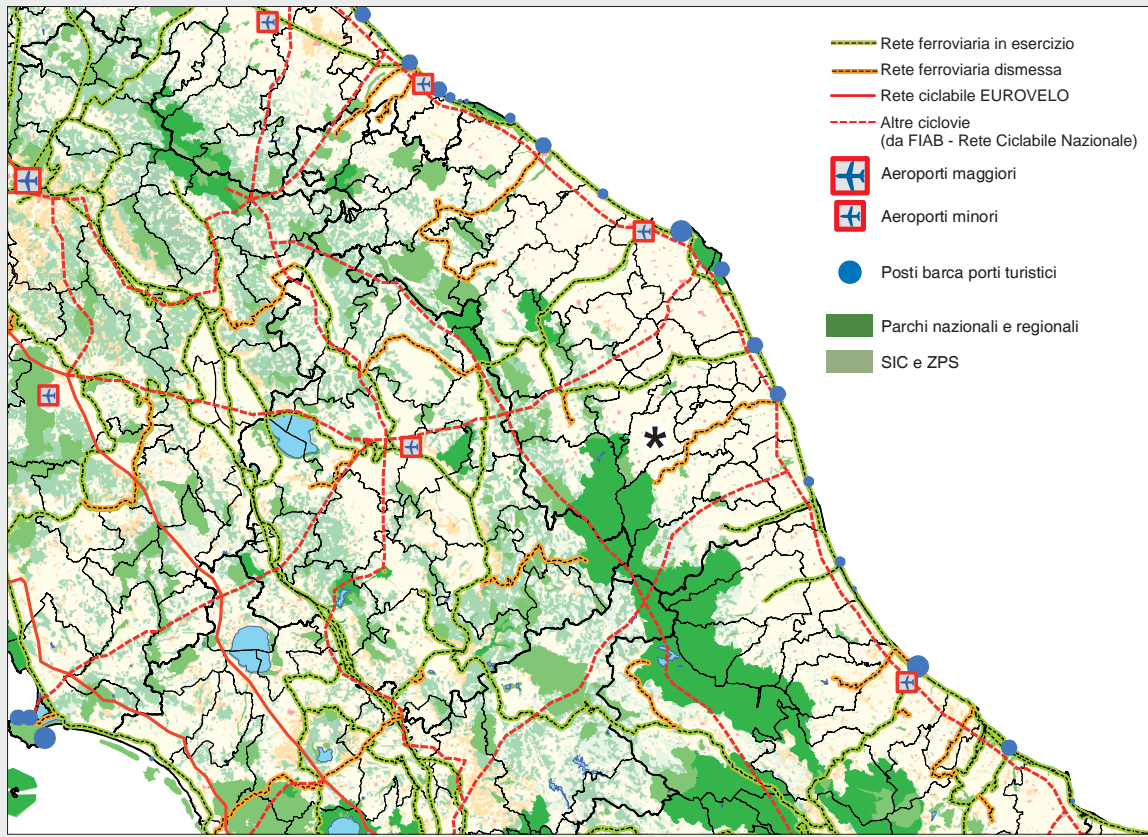 Rete ferroviaria in esercizio
Rete ferroviaria dismessa
Rete ciclabile EUROVELO
Altre ciclovie
(da FIAB - Rete Ciclabile Nazionale)
Aeroporti maggiori
Aeroporti minori
Posti barca porti turistici
Parchi nazionali e regionali
SIC e ZPS
*